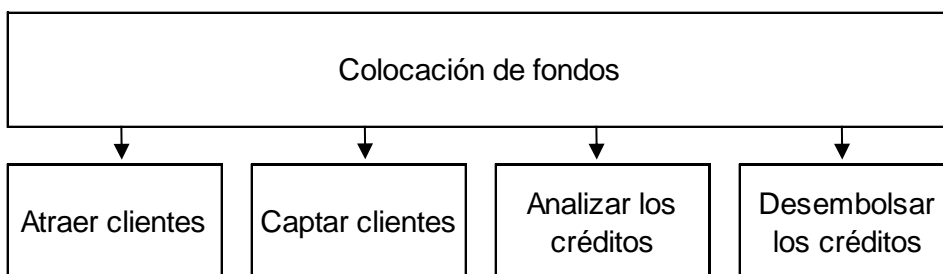 Colocación de fondos
Atraer clientes
Captar clientes
Analizar los
créditos
Desembolsar
los créditos